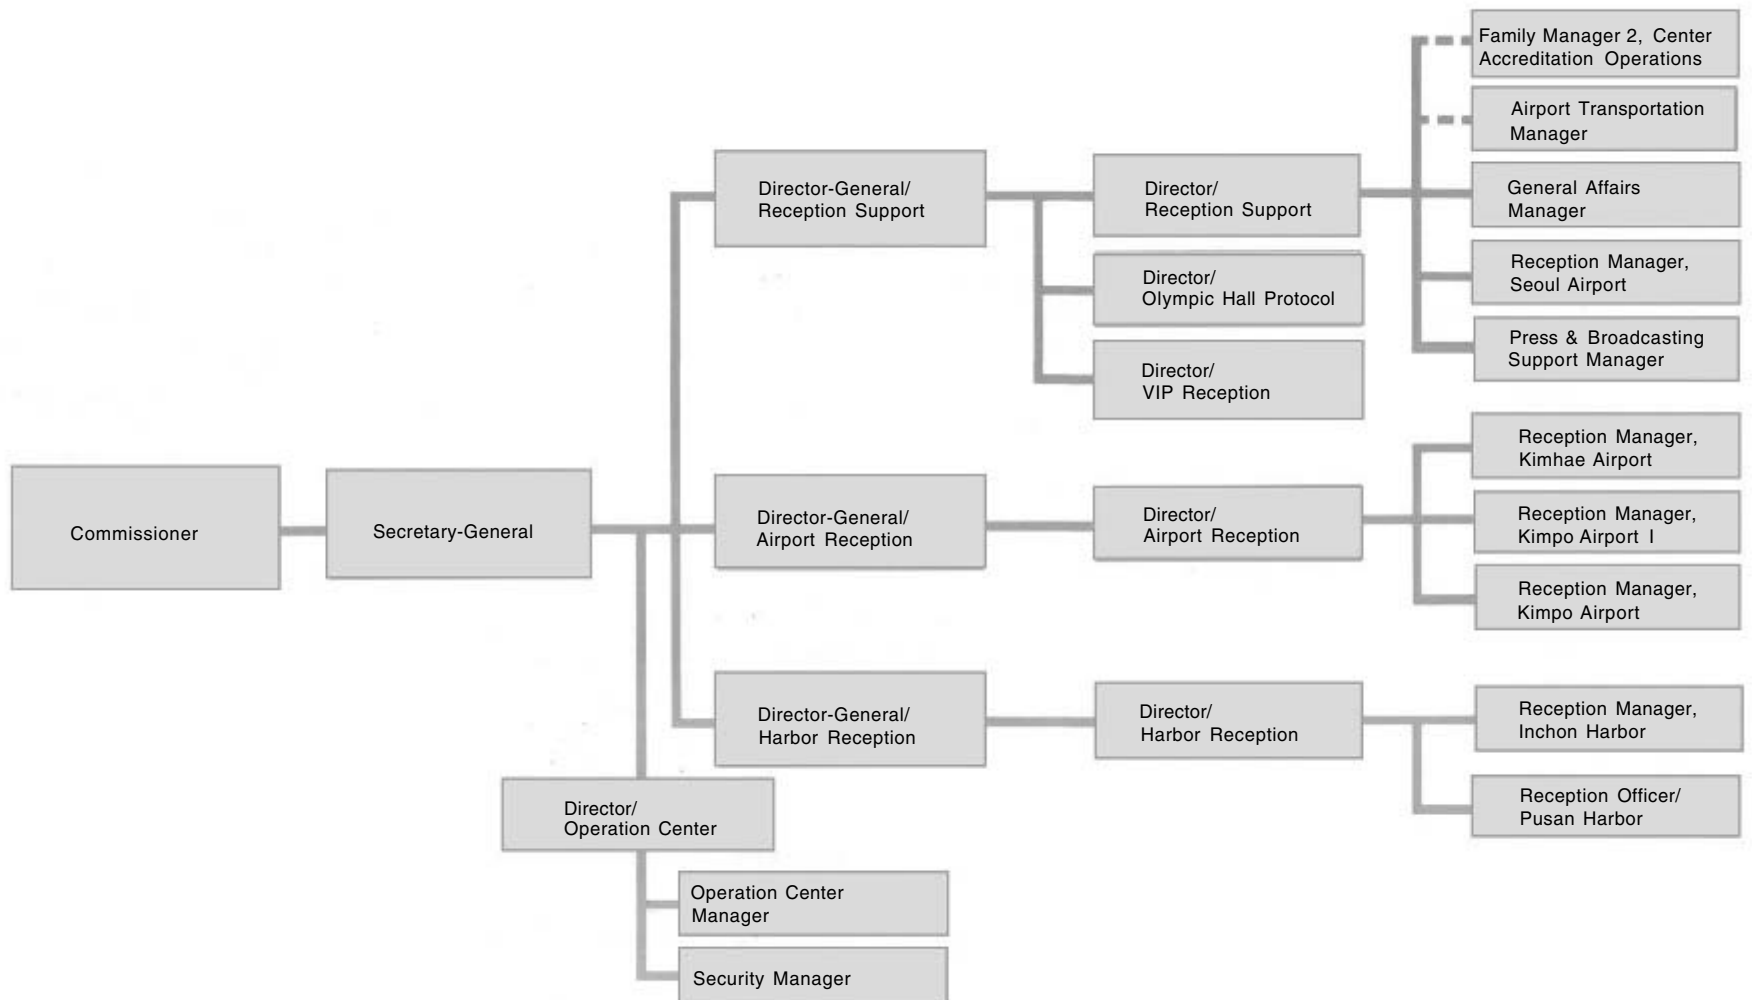 Commissioner
Secretary-General
Director-General/
Reception Support
Director/
Reception Support
Family Manager 2, Center
Accreditation Operations
Airport Transportation
Manager
General Affairs
Manager
Reception Manager,
Seoul Airport
Press & Broadcasting
Support Manager
Director/
Olympic Hall Protocol
Director/
VIP Reception
Director-General/
Airport Reception
Director/
Airport Reception
Reception Manager,
Kimhae Airport
Reception Manager,
Kimpo Airport I
Reception Manager,
Kimpo Airport
Director-General/
Harbor Reception
Director/
Harbor Reception
Reception Manager,
Inchon Harbor
Reception Officer/
Pusan Harbor
Director/
Operation Center
Operation Center
Manager
Security Manager